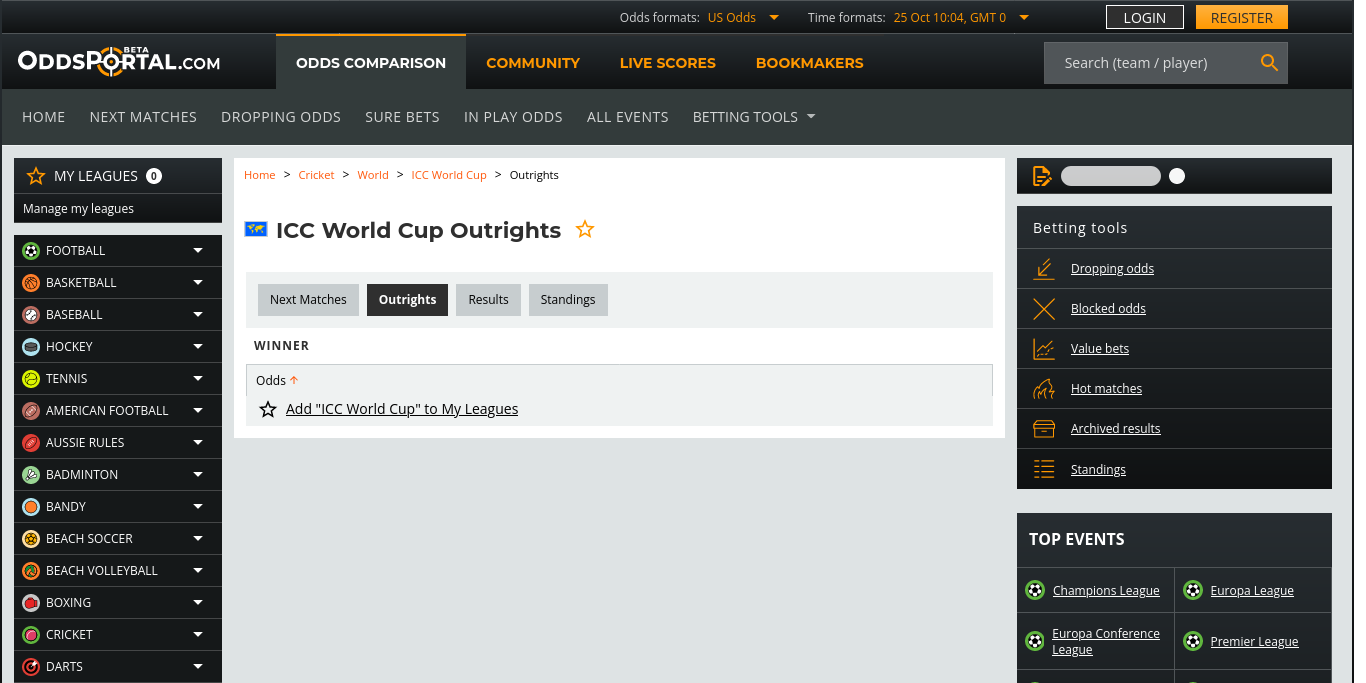 Odds formats: US Odds
Time formats: 25 Oct 10:04, GMT 0
LOGIN
REGISTER
ODDSPORTAL.COM
BETA
ODDS COMPARISON
COMMUNITY
LIVE SCORES
BOOKMAKERS
Search (team / player)
HOME
NEXT MATCHES
DROPPING ODDS
SURE BETS
IN PLAY ODDS
ALL EVENTS
BETTING TOOLS
MY LEAGUES 0
Manage my leagues
FOOTBALL
BASKETBALL
BASEBALL
HOCKEY
TENNIS
AMERICAN FOOTBALL
AUSSIE RULES
BADMINTON
BANDY
BEACH SOCCER
BEACH VOLLEYBALL
BOXING
CRICKET
DARTS
Home > Cricket > World > ICC World Cup > Outrights
ICC World Cup Outrights
Next Matches
Outrights
Results
Standings
WINNER
Odds
Add "ICC World Cup" to My Leagues
Betting tools
Dropping odds
Blocked odds
Value bets
Hot matches
Archived results
Standings
TOP EVENTS
Champions League
Europa League
Europa Conference
League
Premier League